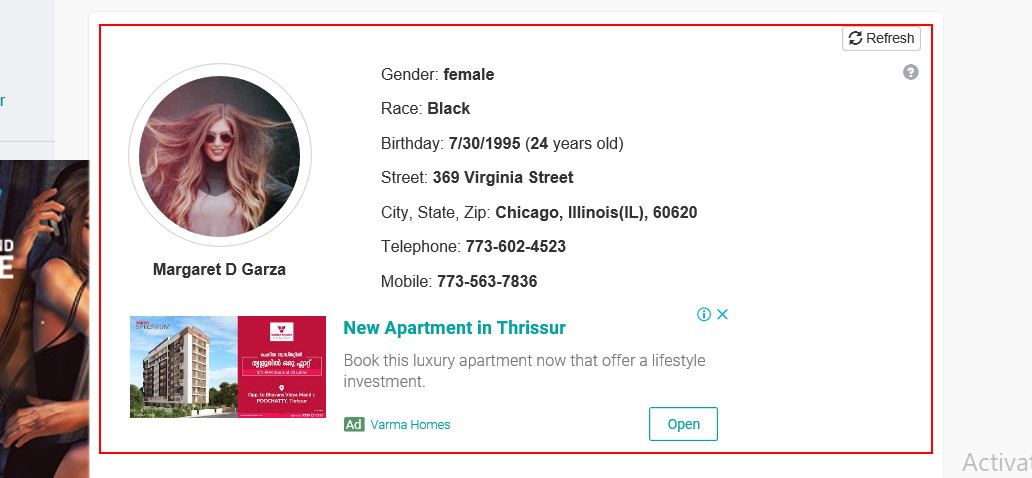 Refresh
Gender: female
Race: Black
Birthday: 7/30/1995 (24 years old)
Street: 369 Virginia Street
City, State, Zip: Chicago, Illinois(IL), 60620
Telephone: 773-602-4523
Mobile: 773-563-7836
Margaret D Garza
r
ND
E
VARMA
SPECTRUM
New Apartment in Thrissur
Book this luxury apartment now that offer a lifestyle
investment.
Opp. to Bhavans Vidya Mandir
POOCHATTY, Thrissur
Ad Varma Homes
Open
Activat